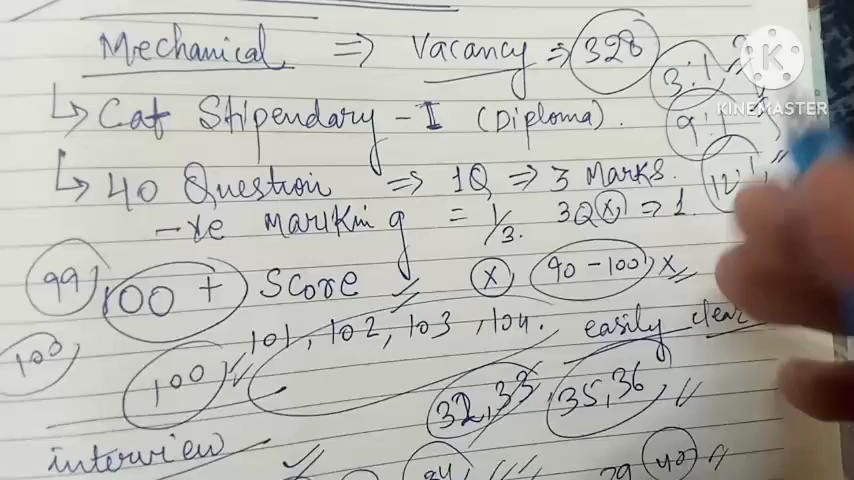 Mechanical => Vacancy => 328
3:1
K
KINEMASTER
↳ Cat Stipendary - I (Diploma).
9:1
↳ 40 Question => 1Q => 3 Marks.
12:1
-ve marking = 1/3. 3Q(x) => 1.
99
100 + Score ✓ x 90 - 100 x
101, 102, 103, 104. easily clear
100
100
32, 33 35, 36
interview
34
39 40